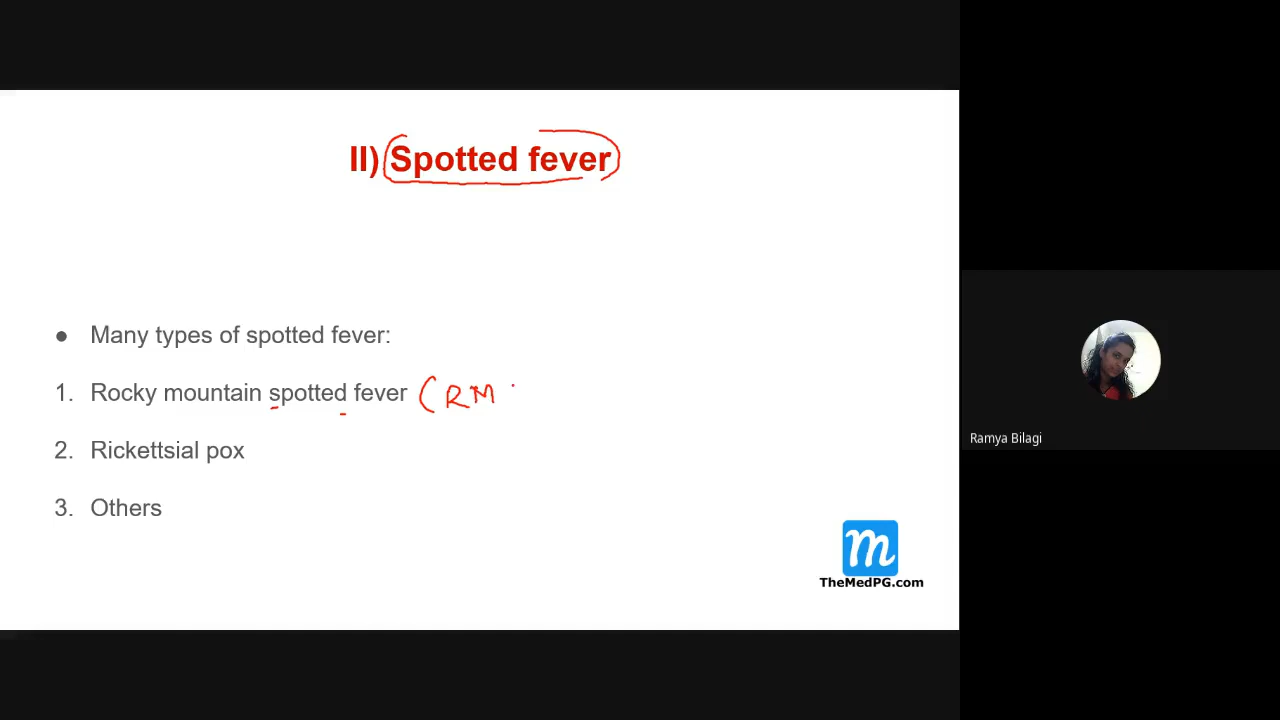 II) Spotted fever
● Many types of spotted fever:
1. Rocky mountain spotted fever (RM
2. Rickettsial pox
3. Others
m
TheMedPG.com
Ramya Bilagi